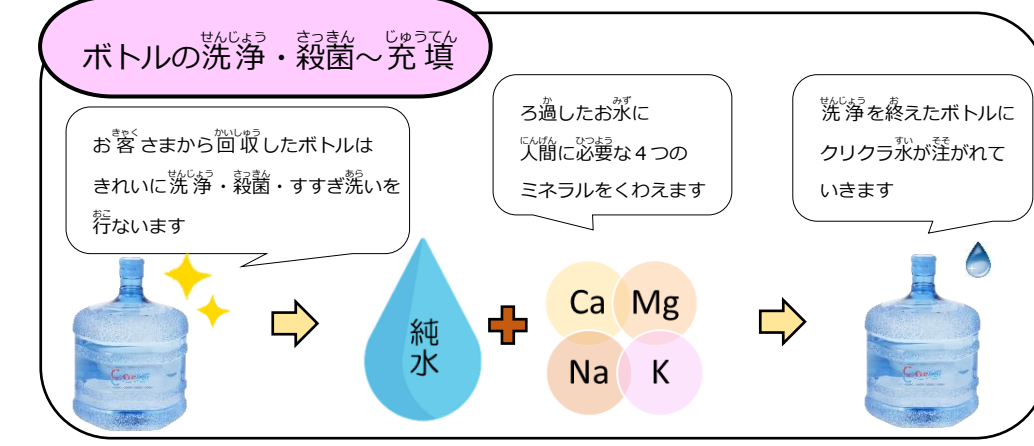 ボトルの洗浄・殺菌～充填
お客さまから回収したボトルは
きれいに洗浄・殺菌・すすぎ洗いを
行ないます
ろ過したお水に
人間に必要な４つの
ミネラルをくわえます
洗浄を終えたボトルに
クリクラ水が注がれて
いきます
純水
Ca Mg
Na K